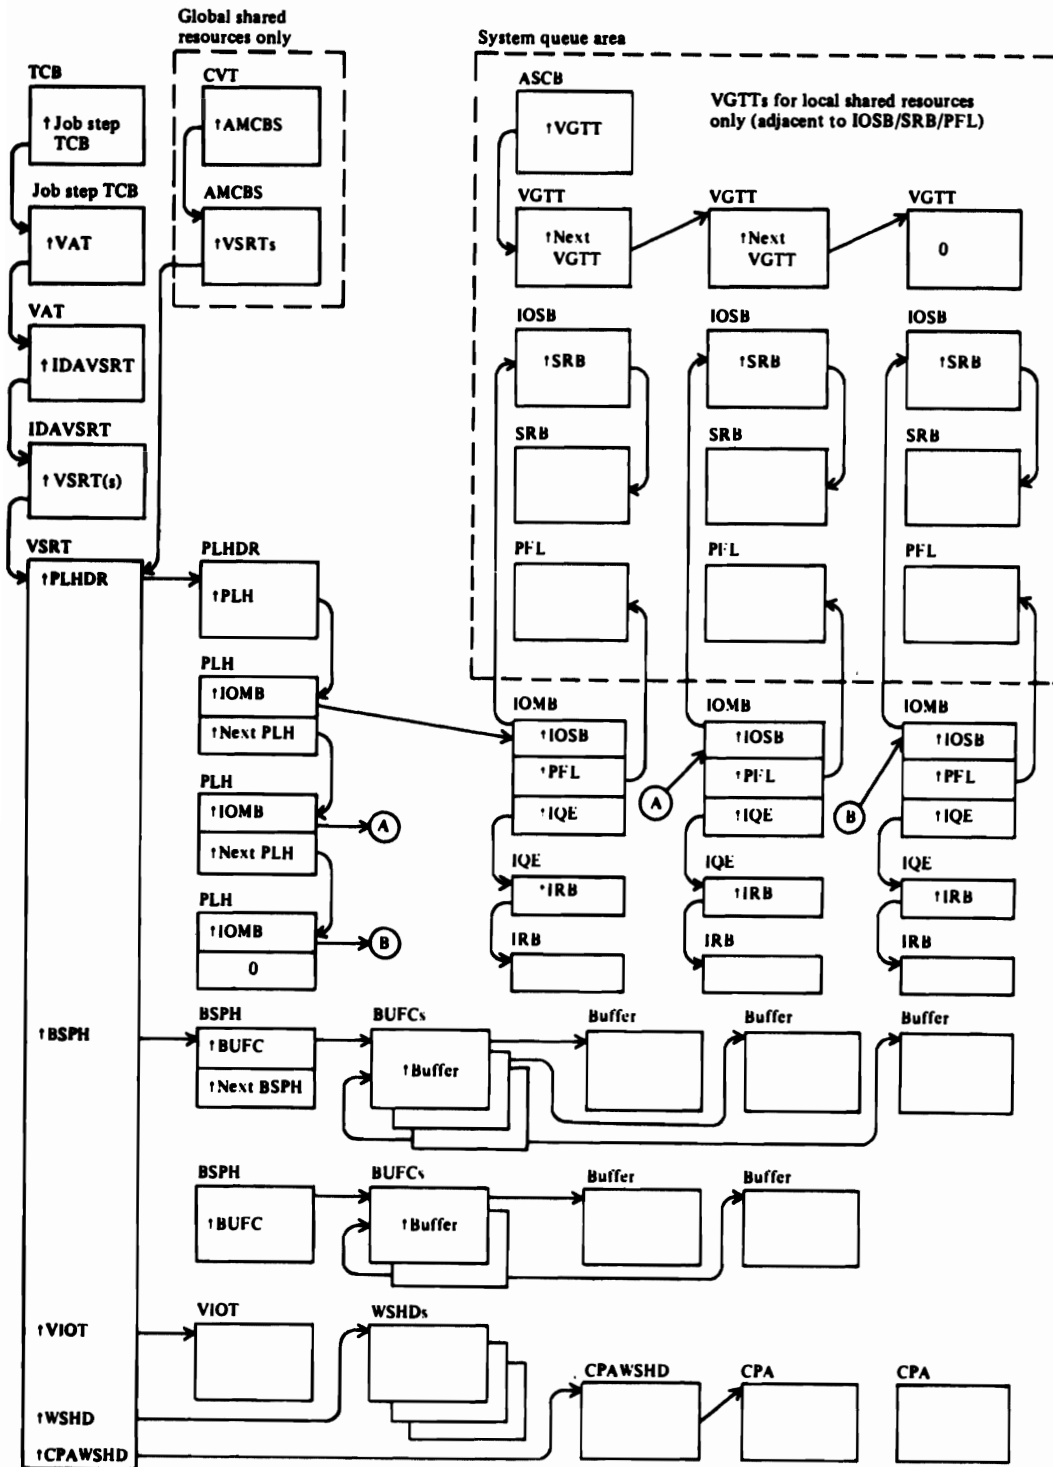 Global shared
resources only
System queue area
TCB
↑Job step
TCB
CVT
↑AMCBS
ASCB
↑VGTT
VGTTs for local shared resources
only (adjacent to IOSB/SRB/PFL)
Job step TCB
↑VAT
AMCBS
↑VSRTs
VGTT
↑Next
VGTT
VGTT
↑Next
VGTT
VGTT
0
VAT
↑IDAVSRT
IOSB
↑SRB
IOSB
↑SRB
IOSB
↑SRB
IDAVSRT
↑VSRT(s)
SRB
SRB
SRB
VSRT
↑PLHDR
PLHDR
↑PLH
PFL
PFL
PFL
PLH
↑IOMB
↑Next PLH
IOMB
↑IOSB
↑PFL
↑IQE
IOMB
↑IOSB
↑PFL
↑IQE
IOMB
↑IOSB
↑PFL
↑IQE
PLH
↑IOMB
↑Next PLH
A
A
B
PLH
↑IOMB
0
B
IQE
↑IRB
IQE
↑IRB
IQE
↑IRB
IRB
IRB
IRB
↑BSPH
BSPH
↑BUFC
↑Next BSPH
BUFCs
↑Buffer
Buffer
Buffer
Buffer
BSPH
↑BUFC
BUFCs
↑Buffer
Buffer
Buffer
↑VIOT
VIOT
WSHDs
↑WSHD
CPAWSHD
CPA
CPA
↑CPAWSHD